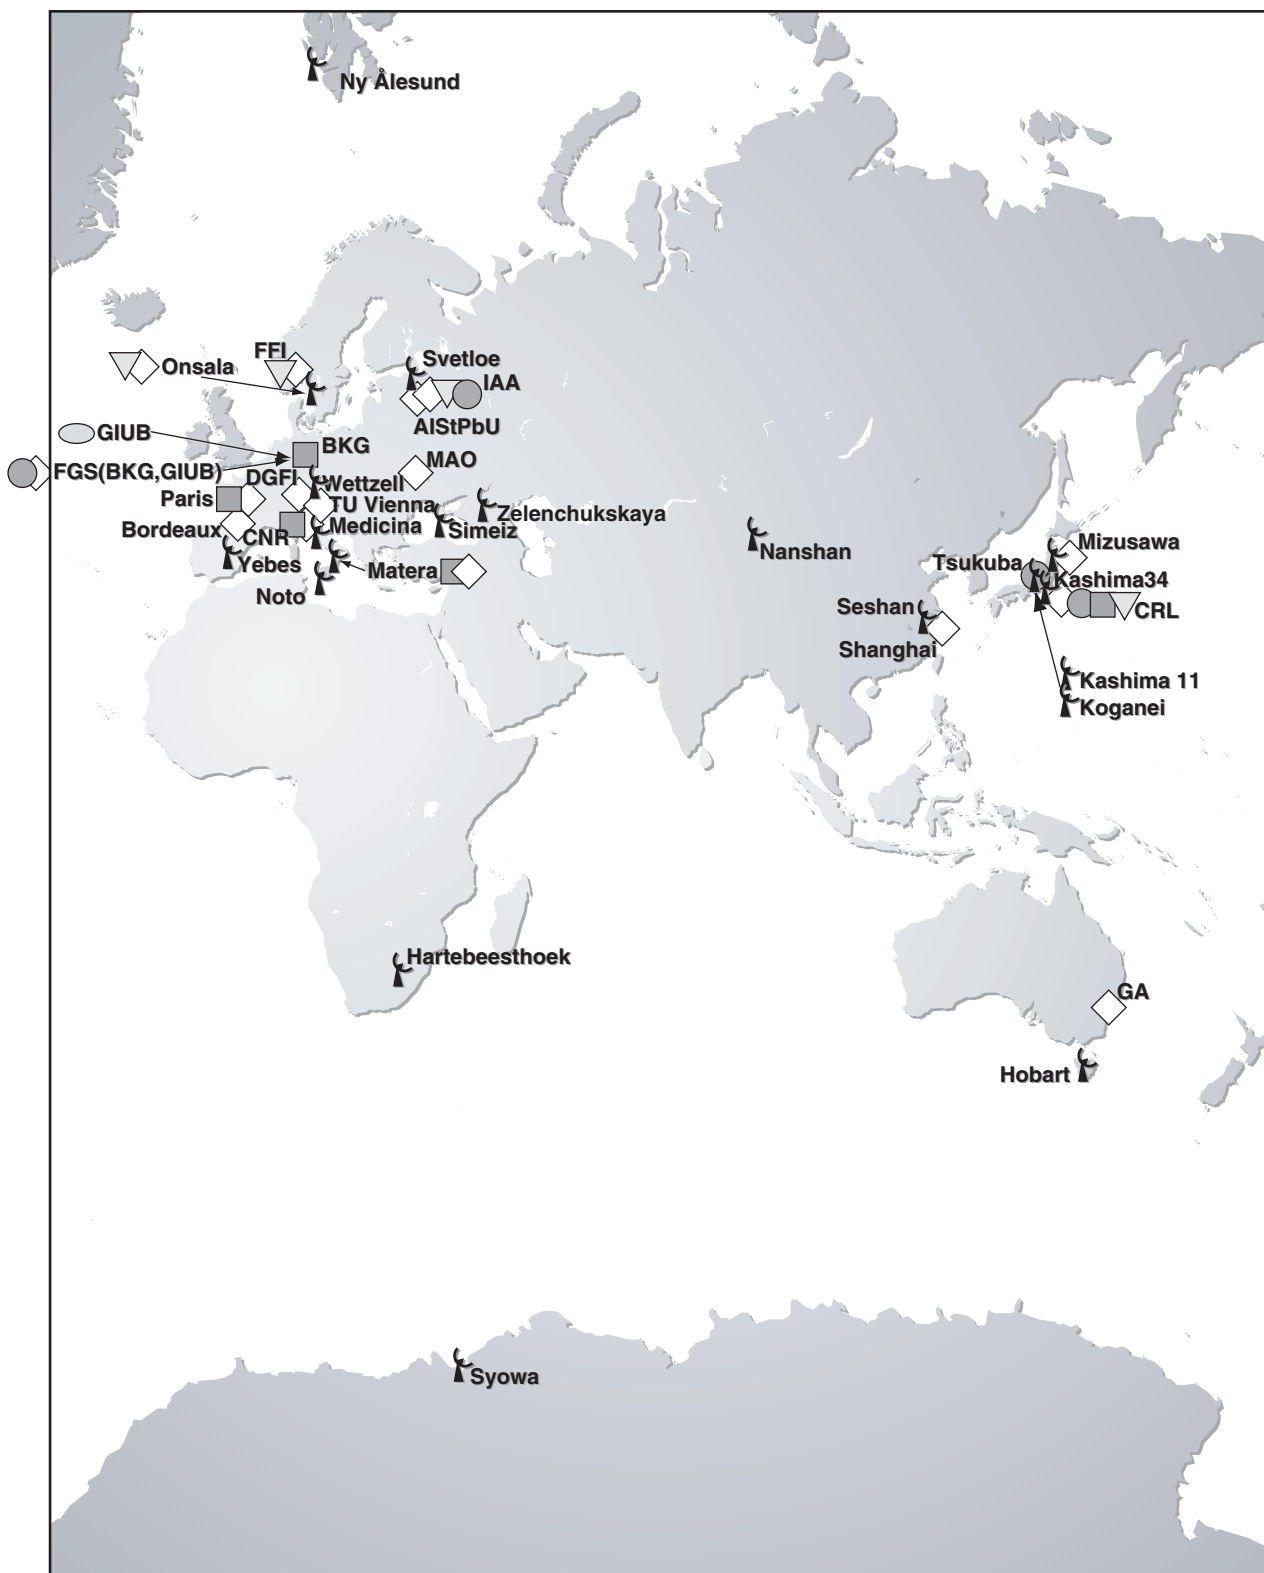 Ny Ålesund
FFI
Svetloe
Onsala
IAA
AIStPbU
GIUB
BKG
MAO
FGS(BKG,GIUB)
DGFI
Wettzell
Paris
TU Vienna
Zelenchukskaya
Bordeaux
CNR
Medicina
Simeiz
Nanshan
Mizusawa
Yebes
Matera
Tsukuba
Kashima34
Noto
Seshan
CRL
Shanghai
Kashima 11
Koganei
Hartebeesthoek
GA
Hobart
Syowa